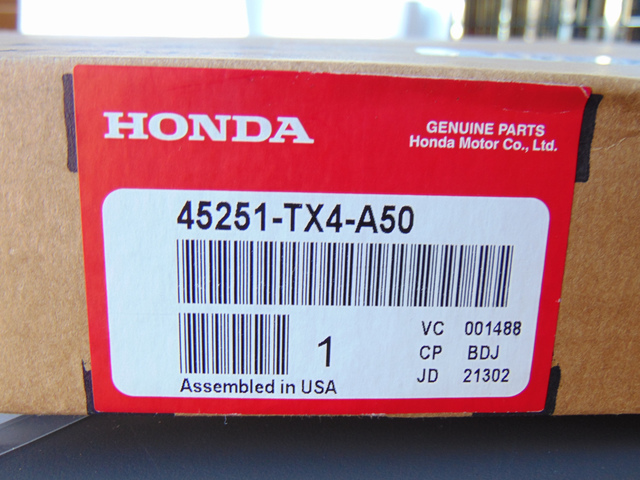 HONDA
GENUINE PARTS
Honda Motor Co., Ltd.
45251-TX4-A50
1
VC 001488
CP BDJ
JD 21302
Assembled in USA